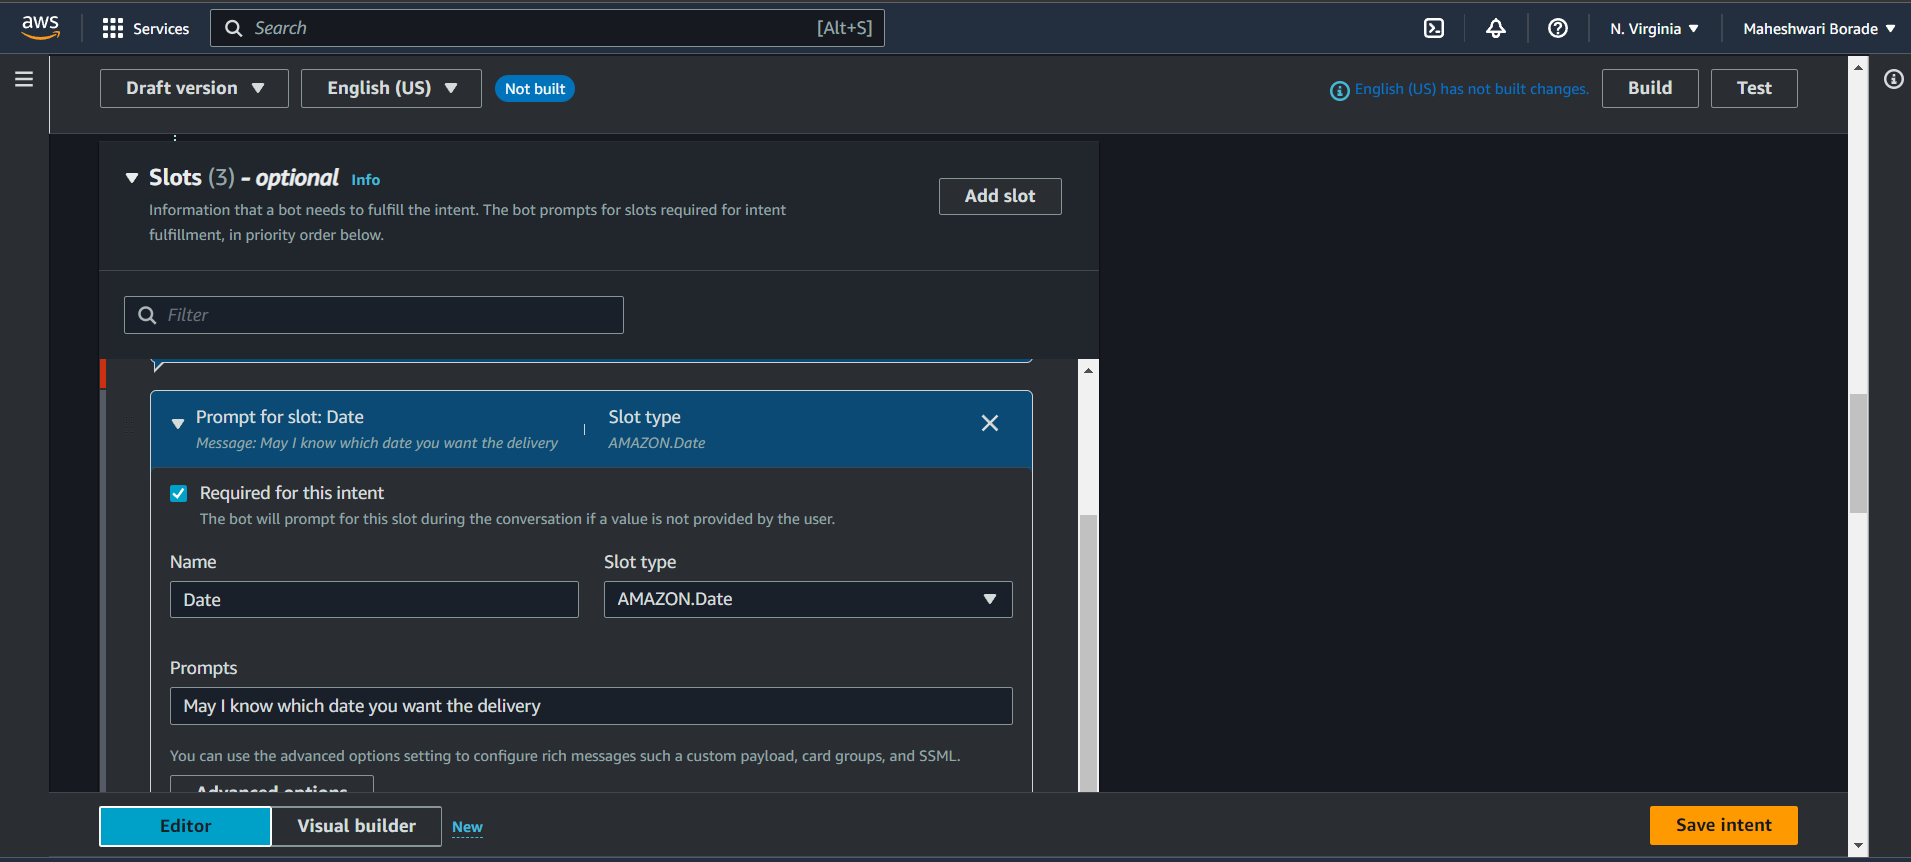 aws Services Search [Alt+S] N. Virginia Maheshwari Borade
Draft version English (US) Not built English (US) has not built changes. Build Test
Slots (3) - optional Info
Add slot
Information that a bot needs to fulfill the intent. The bot prompts for slots required for intent
fulfillment, in priority order below.
Filter
Prompt for slot: Date Slot type
Message: May I know which date you want the delivery AMAZON.Date
Required for this intent
The bot will prompt for this slot during the conversation if a value is not provided by the user.
Name Slot type
Date AMAZON.Date
Prompts
May I know which date you want the delivery
You can use the advanced options setting to configure rich messages such a custom payload, card groups, and SSML.
Advanced options
Editor Visual builder New Save intent